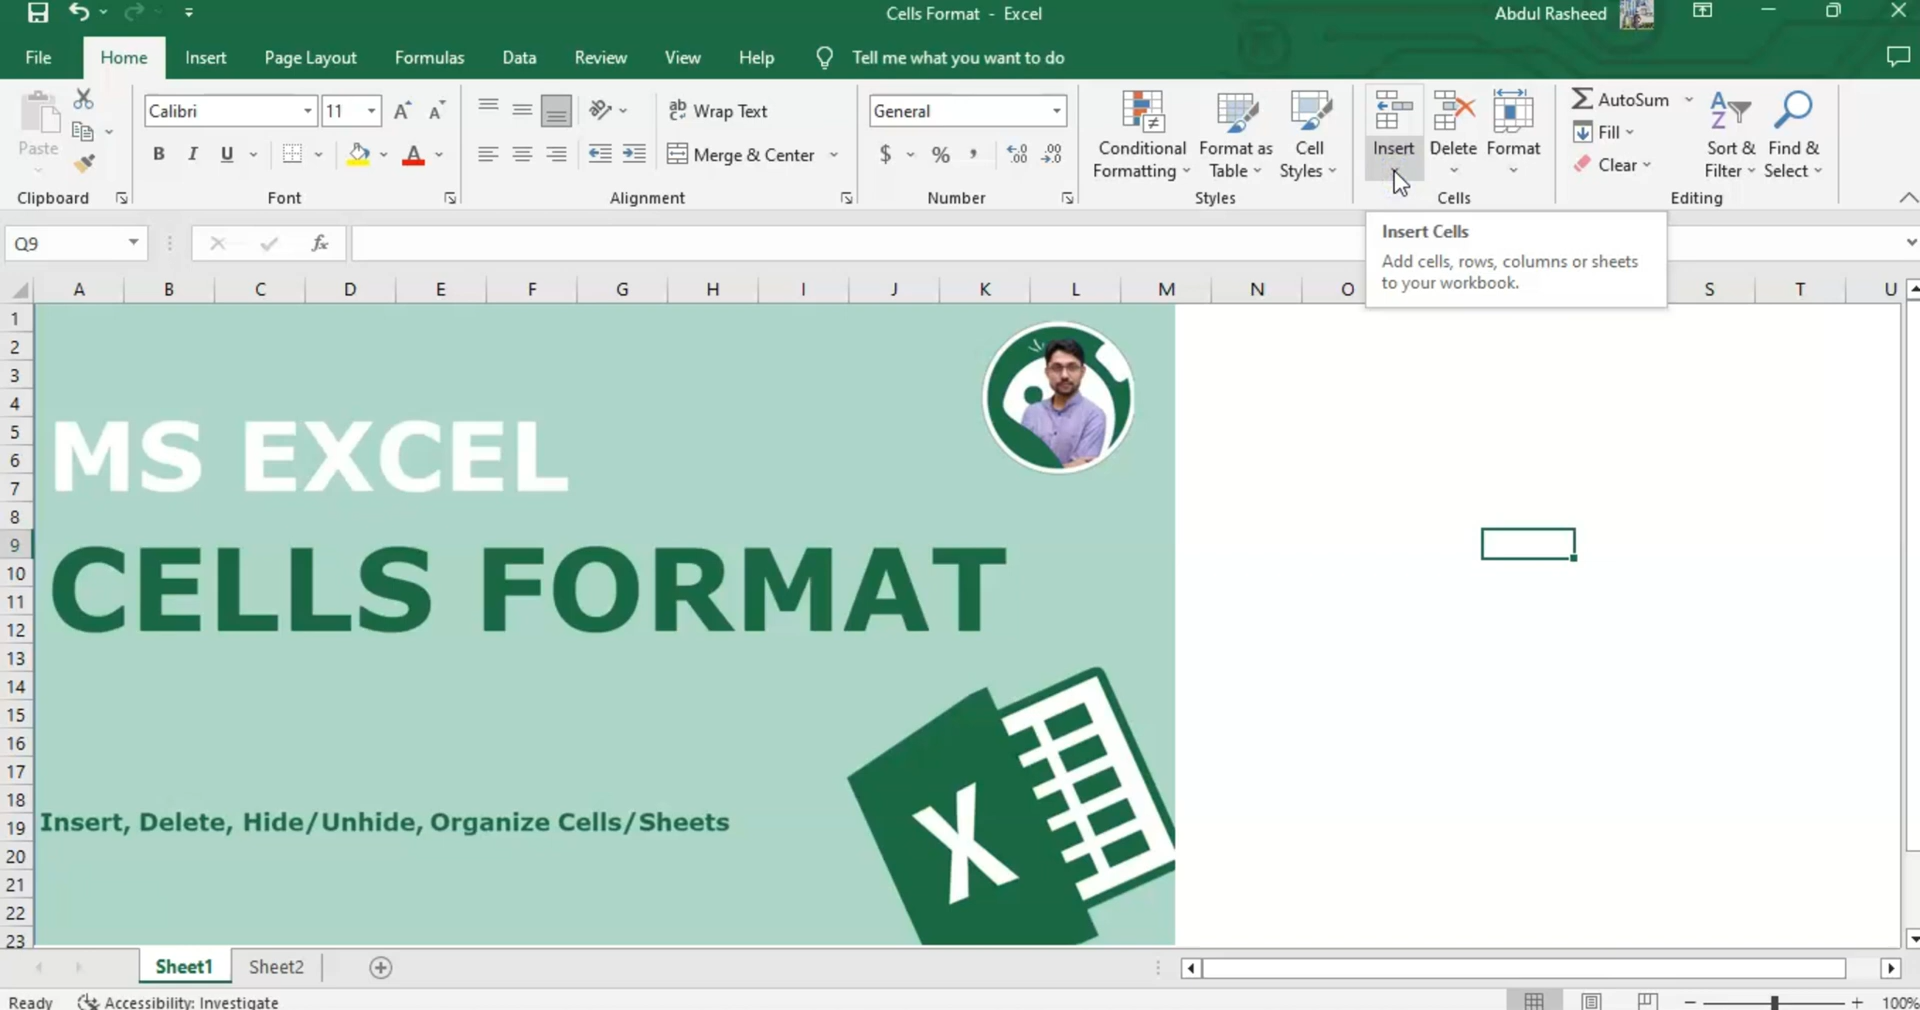 Cells Format - Excel
Abdul Rasheed
File Home Insert Page Layout Formulas Data Review View Help Tell me what you want to do
Paste
Clipboard
Calibri 11
B I U A
Font
ab Wrap Text
Merge & Center
Alignment
General
$ % ,
Number
Conditional Formatting
Format as Table
Cell Styles
Styles
Insert Delete Format
Cells
AutoSum
Fill
Clear
Sort & Filter
Find & Select
Editing
Q9
fx
Insert Cells
Add cells, rows, columns or sheets
to your workbook.
A B C D E F G H I J K L M N O S T U
1
2
3
4
5
6
7
8
9
10
11
12
13
14
15
16
17
18
19
20
21
22
23
MS EXCEL
CELLS FORMAT
Insert, Delete, Hide/Unhide, Organize Cells/Sheets
X
Sheet1 Sheet2
Ready Accessibility: Investigate
100%